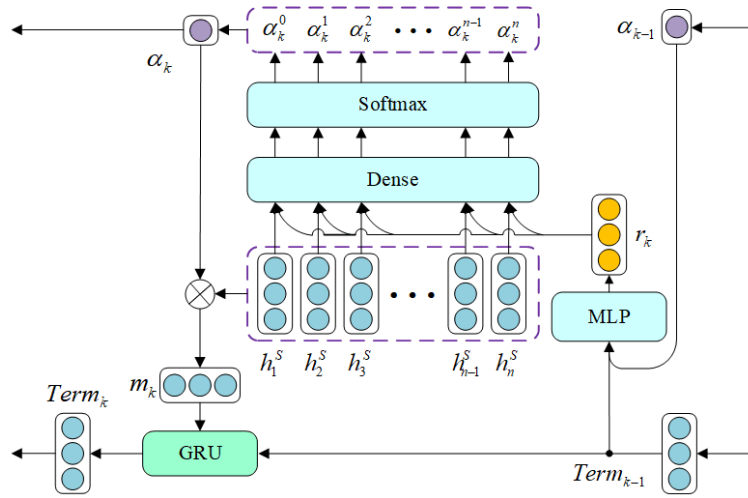 α_k^0 α_k^1 α_k^2 • • • α_k^{n-1} α_k^n
α_k
α_{k-1}
Softmax
Dense
r_k
MLP
• • •
h_1^S h_2^S h_3^S h_{n-1}^S h_n^S
m_k
Term_k
GRU
Term_{k-1}